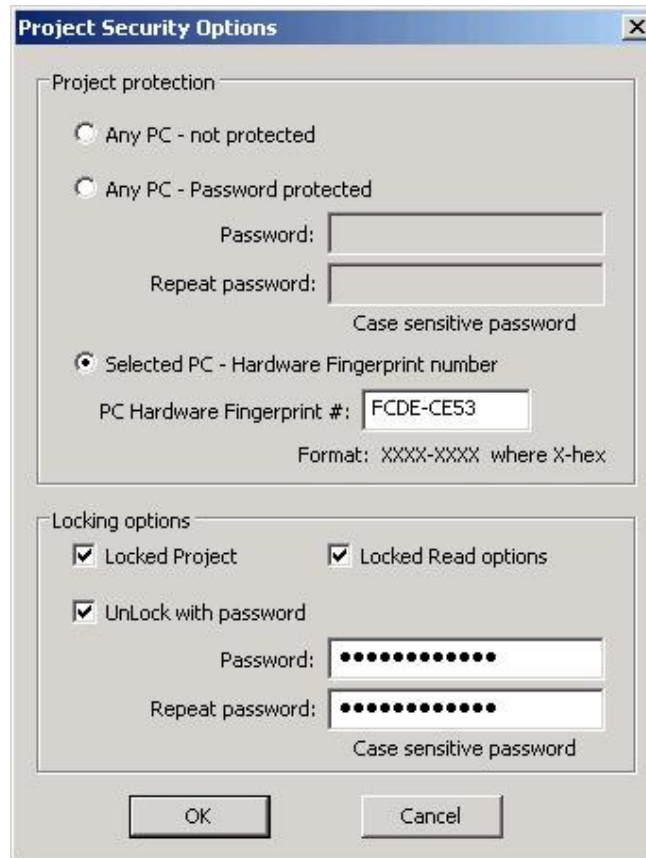 Project Security Options
Project protection
Any PC - not protected
Any PC - Password protected
Password:
Repeat password:
Case sensitive password
Selected PC - Hardware Fingerprint number
PC Hardware Fingerprint #: FCDE-CE53
Format: XXXX-XXXX where X-hex
Locking options
Locked Project Locked Read options
UnLock with password
Password: ●●●●●●●●●●●●
Repeat password: ●●●●●●●●●●●●
Case sensitive password
OK Cancel